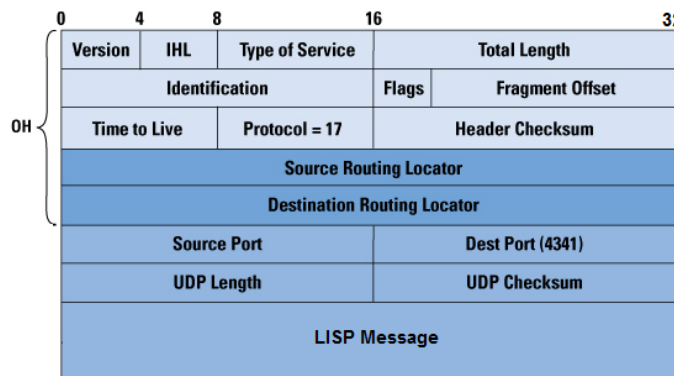 0 4 8 16 32
Version IHL Type of Service Total Length
Identification Flags Fragment Offset
OH Time to Live Protocol = 17 Header Checksum
Source Routing Locator
Destination Routing Locator
Source Port Dest Port (4341)
UDP Length UDP Checksum
LISP Message